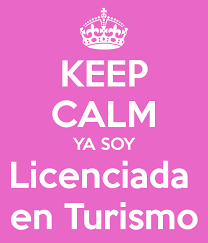 KEEP
CALM
YA SOY
Licenciada
en Turismo